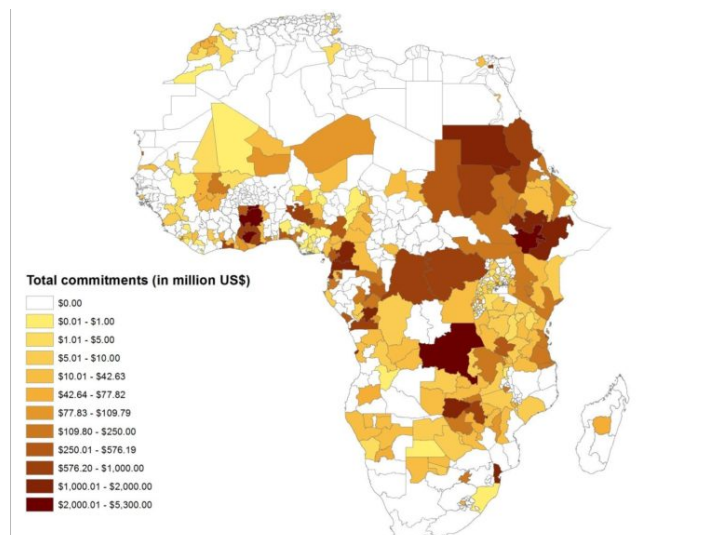 Total commitments (in million US$)
$0.00
$0.01 - $1.00
$1.01 - $5.00
$5.01 - $10.00
$10.01 - $42.63
$42.64 - $77.82
$77.83 - $109.79
$109.80 - $250.00
$250.01 - $576.19
$576.20 - $1,000.00
$1,000.01 - $2,000.00
$2,000.01 - $5,300.00